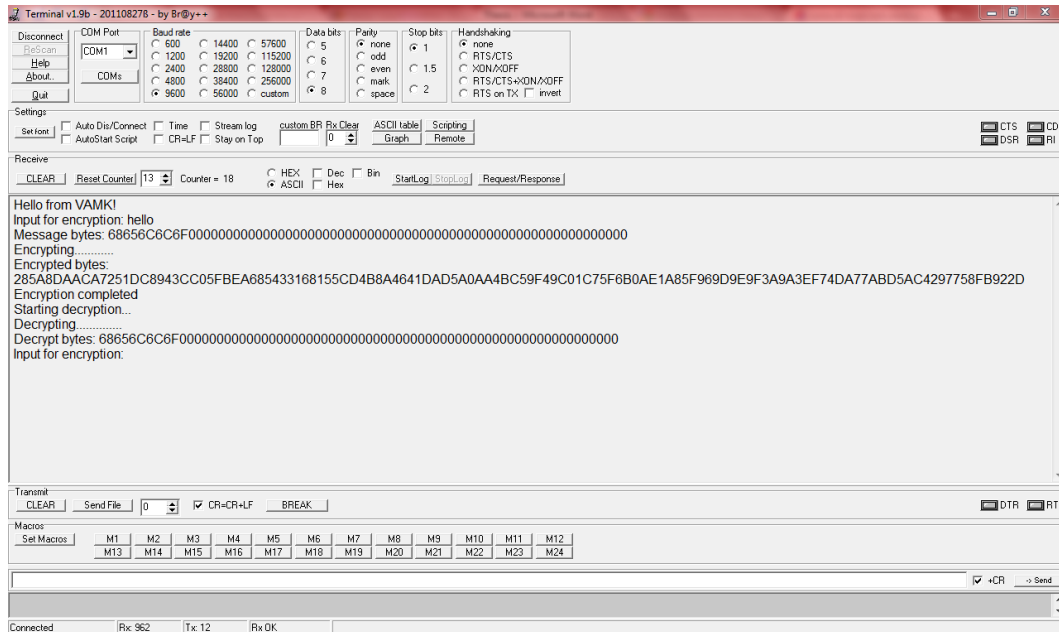 Terminal v1.9b - 20110827ß - by Br@y++
Disconnect
ReScan
Help
About..
Quit
COM Port
COM1
COMs
Baud rate
600 14400 57600
1200 19200 115200
2400 28800 128000
4800 38400 256000
9600 56000 custom
Data bits
5
6
7
8
Parity
none
odd
even
mark
space
Stop bits
1
1.5
2
Handshaking
none
RTS/CTS
XON/XOFF
RTS/CTS+XON/XOFF
RTS on TX invert
Settings
Set font
Auto Dis/Connect Time Stream log custom BR Rx Clear ASCII table Scripting
AutoStart Script CR=LF Stay on Top 0 Graph Remote
CTS CD
DSR RI
Receive
CLEAR Reset Counter 13 Counter = 18 HEX Dec Bin
ASCII Hex StartLog StopLog Request/Response
Hello from VAMK!
Input for encryption: hello
Message bytes: 68656C6C6F000000000000000000000000000000000000000000000000000000
Encrypting............
Encrypted bytes:
285A8DAACA7251DC8943CC05FBEA685433168155CD4B8A4641DAD5A0AA4BC59F49C01C75F6B0AE1A85F969D9E9F3A9A3EF74DA77ABD5AC4297758FB922D
Encryption completed
Starting decryption...
Decrypting..............
Decrypt bytes: 68656C6C6F000000000000000000000000000000000000000000000000000000
Input for encryption:
Transmit
CLEAR Send File 0 CR=CR+LF BREAK
DTR RT
Macros
Set Macros M1 M2 M3 M4 M5 M6 M7 M8 M9 M10 M11 M12
M13 M14 M15 M16 M17 M18 M19 M20 M21 M22 M23 M24
+CR -> Send
Connected Rx: 962 Tx: 12 Rx OK